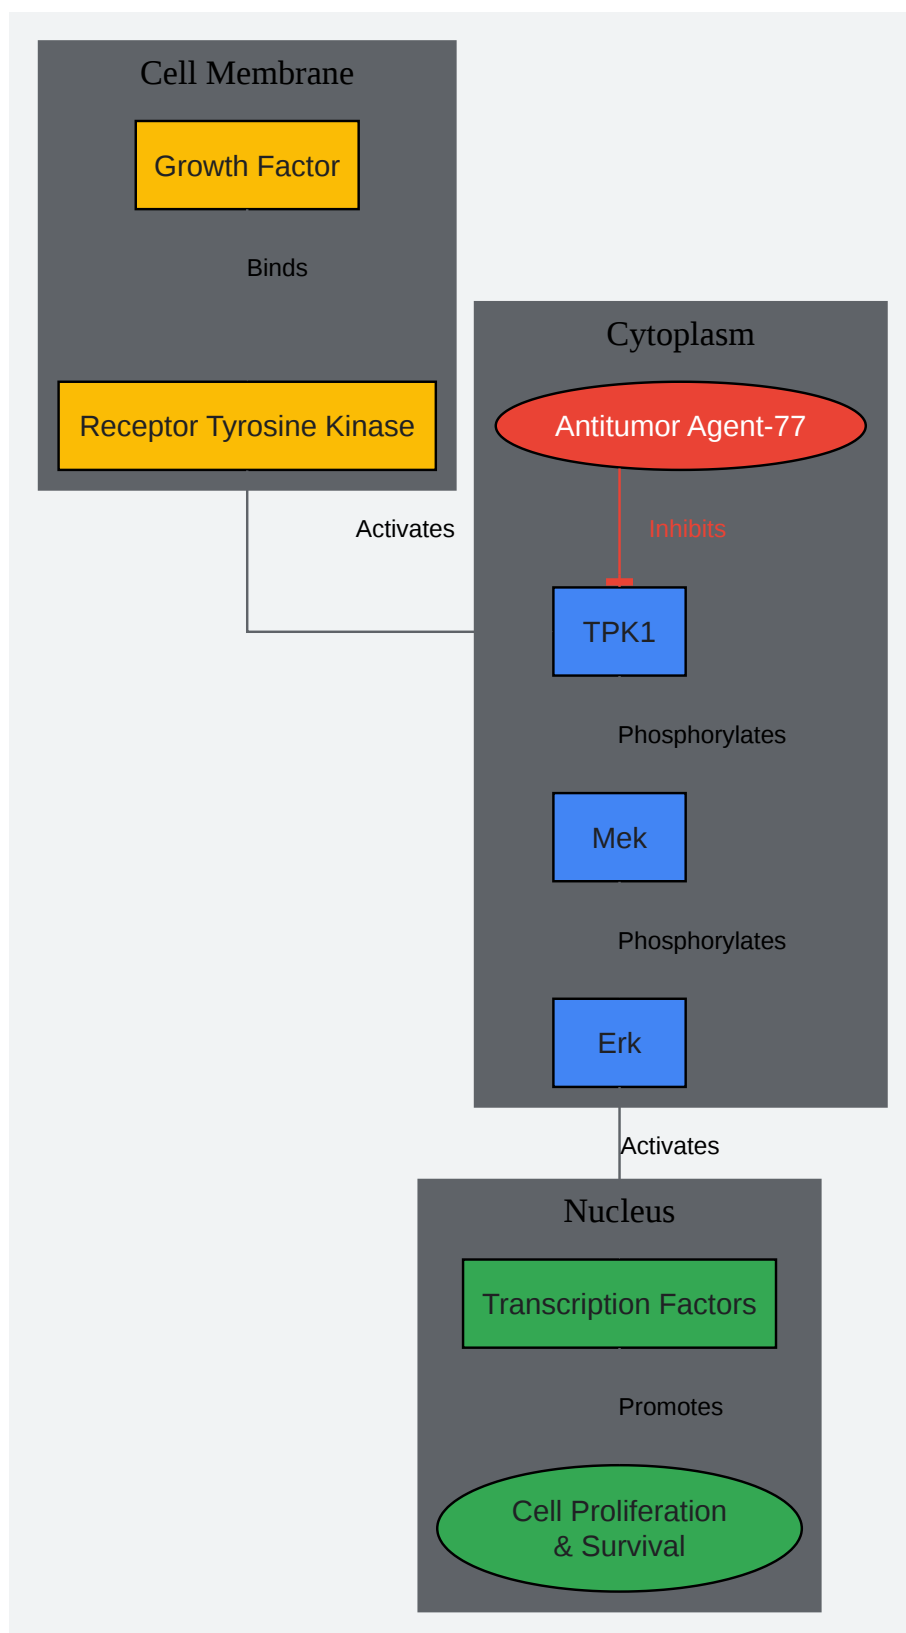 Cell Membrane
Growth Factor
Binds
Receptor Tyrosine Kinase
Activates
Cytoplasm
Antitumor Agent-77
Inhibits
TPK1
Phosphorylates
Mek
Phosphorylates
Erk
Activates
Nucleus
Transcription Factors
Promotes
Cell Proliferation
& Survival